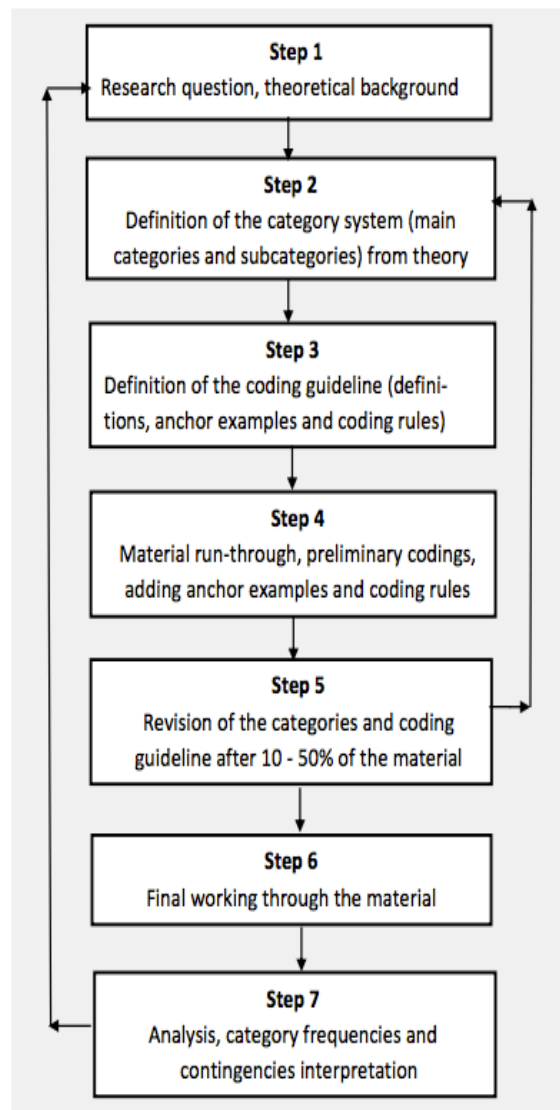 Step 1
Research question, theoretical background
Step 2
Definition of the category system (main
categories and subcategories) from theory
Step 3
Definition of the coding guideline (defini-
tions, anchor examples and coding rules)
Step 4
Material run-through, preliminary codings,
adding anchor examples and coding rules
Step 5
Revision of the categories and coding
guideline after 10 - 50% of the material
Step 6
Final working through the material
Step 7
Analysis, category frequencies and
contingencies interpretation